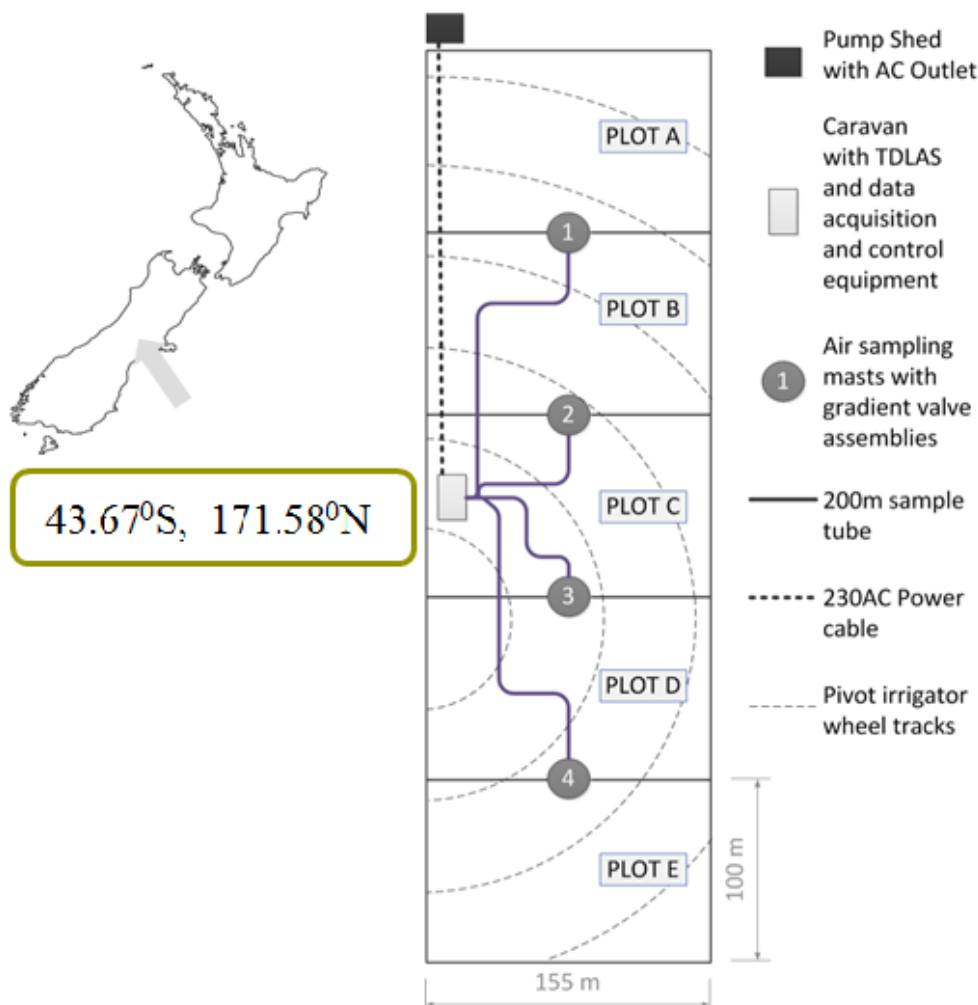 Pump Shed
with AC Outlet
Caravan
with TDLAS
and data
acquisition
and control
equipment
Air sampling
masts with
gradient valve
assemblies
1
200m sample
tube
230AC Power
cable
Pivot irrigator
wheel tracks
PLOT A
1
PLOT B
2
PLOT C
3
PLOT D
4
PLOT E
100 m
155 m
43.67⁰S, 171.58⁰N